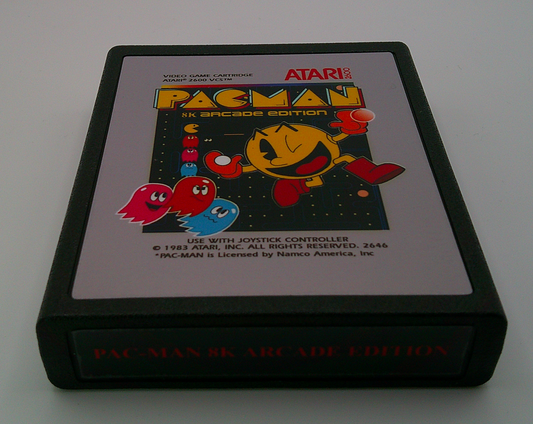 VIDEO GAME CARTRIDGE
ATARI® 2600 VCS™
ATARI 2600
PAC-MAN
8K ARCADE EDITION
USE WITH JOYSTICK CONTROLLER
© 1983 ATARI, INC. ALL RIGHTS RESERVED. 2646
*PAC-MAN is Licensed by Namco America, Inc
PAC-MAN 8K ARCADE EDITION